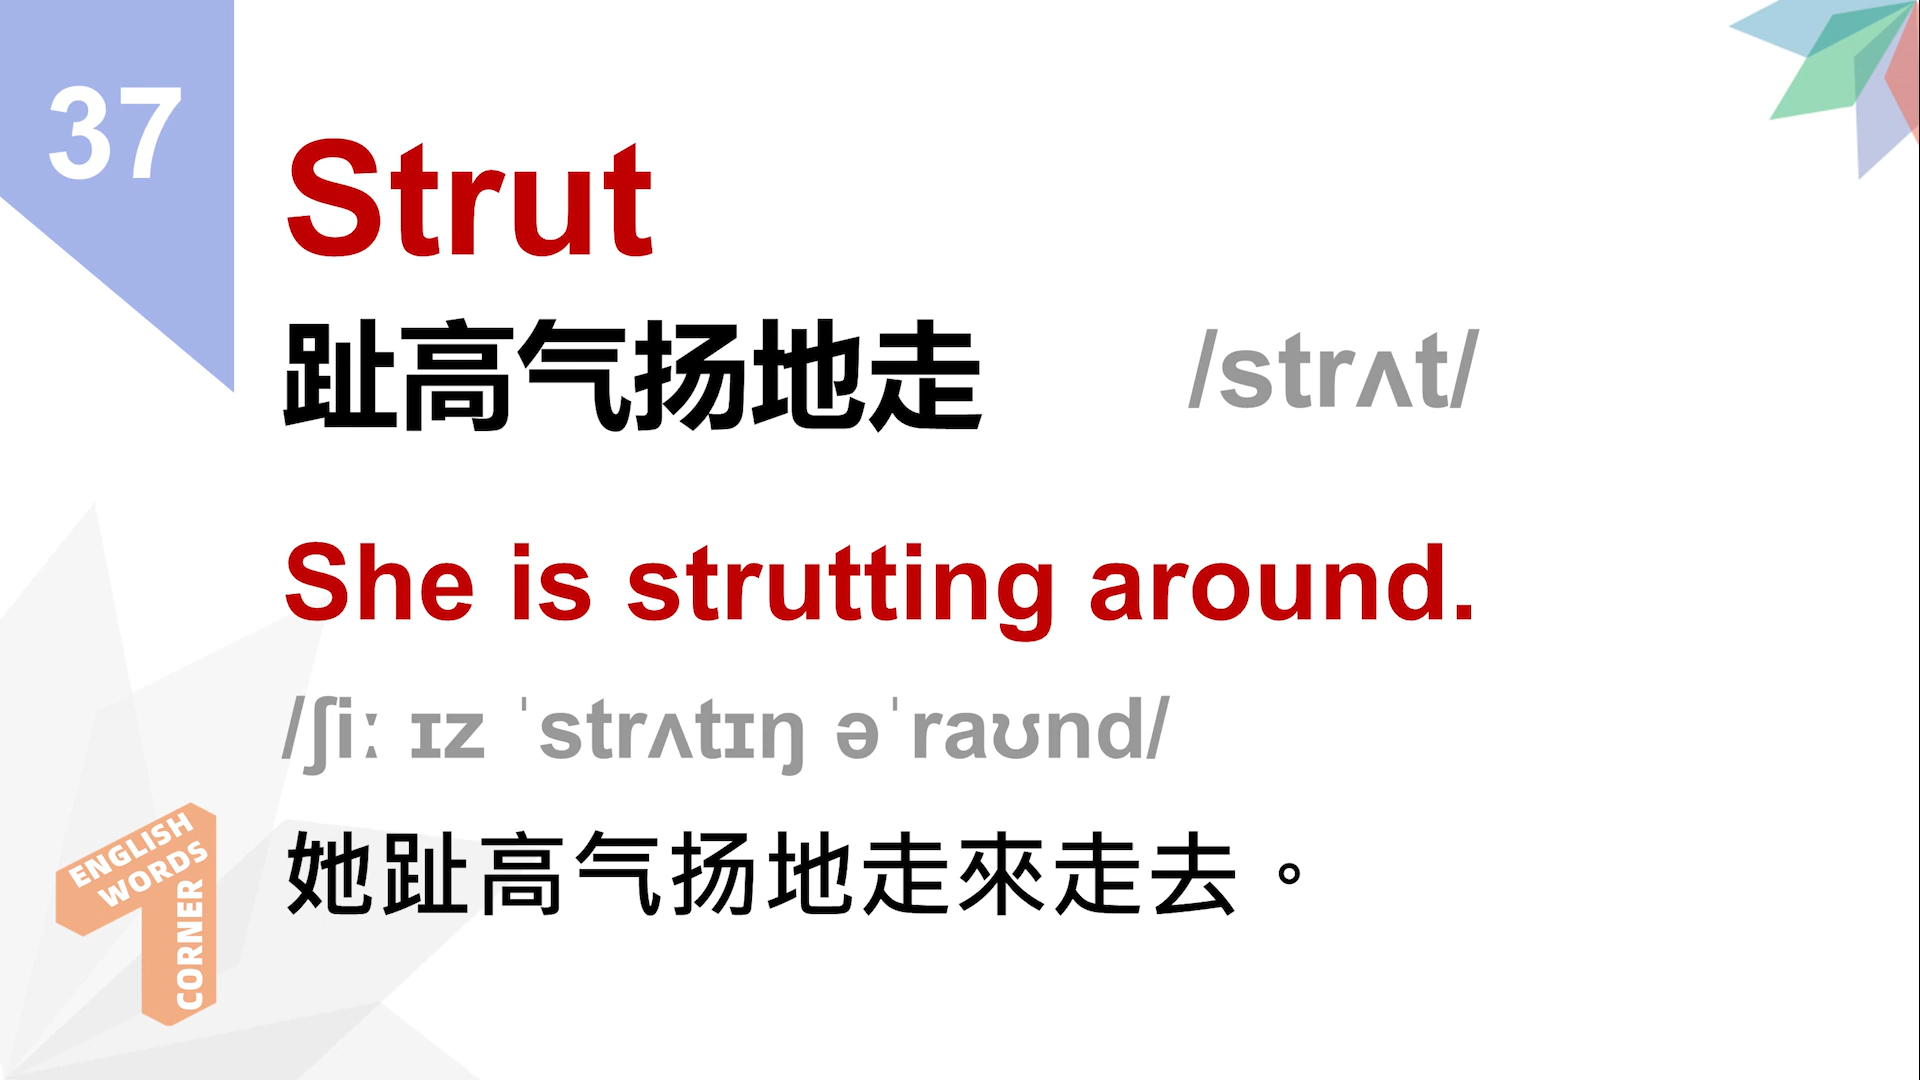 37
Strut
趾高气扬地走 /strʌt/
She is strutting around.
/ʃiː ɪz ˈstrʌtɪŋ əˈraʊnd/
她趾高气扬地走來走去。
ENGLISH
WORDS
CORNER